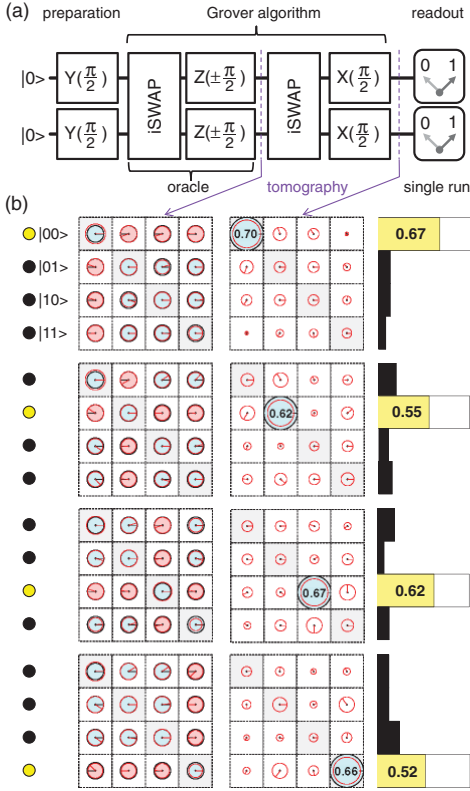 (a) preparation Grover algorithm readout
|0> Y(π/2) iSWAP Z(±π/2) iSWAP X(π/2) 0 1
|0> Y(π/2) Z(±π/2) X(π/2) 0 1
oracle tomography single run
(b)
|00> 0.70 0.67
|01>
|10>
|11>
0.62 0.55
0.67 0.62
0.66 0.52